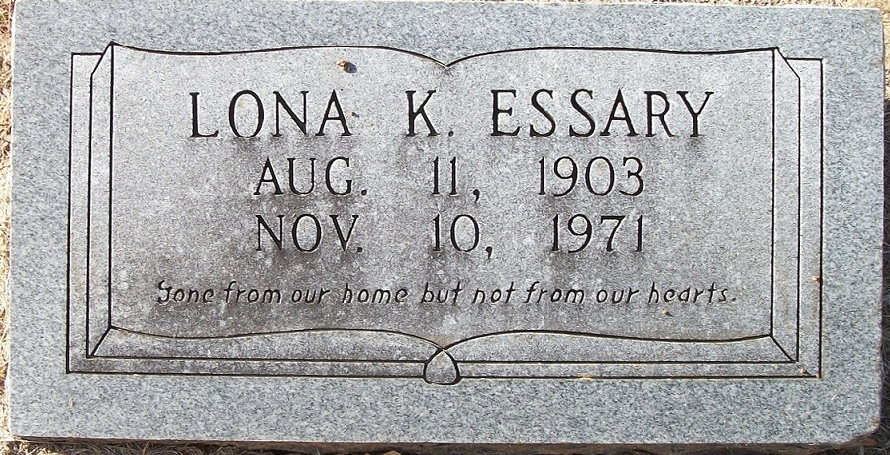 LONA K. ESSARY
AUG. 11, 1903
NOV. 10, 1971
Gone from our home but not from our hearts.